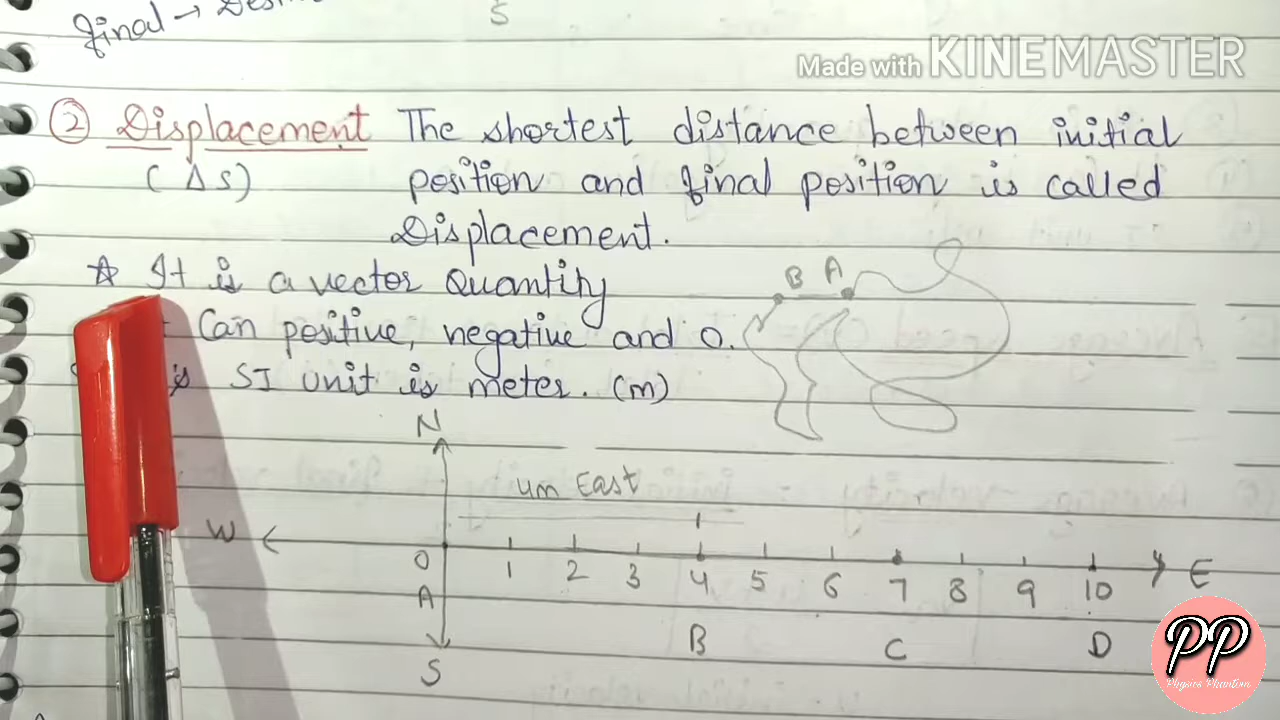 final →
S
Made with KINEMASTER
② Displacement The shortest distance between initial
(Δs) position and final position is called
Displacement.
☆ It is a vector Quantity
Can positive, negative and 0.
SI unit is meter. (m)
B A
N
4m East
W E
O 1 2 3 4 5 6 7 8 9 10
A
B C D
S
PP
Physics Phantom